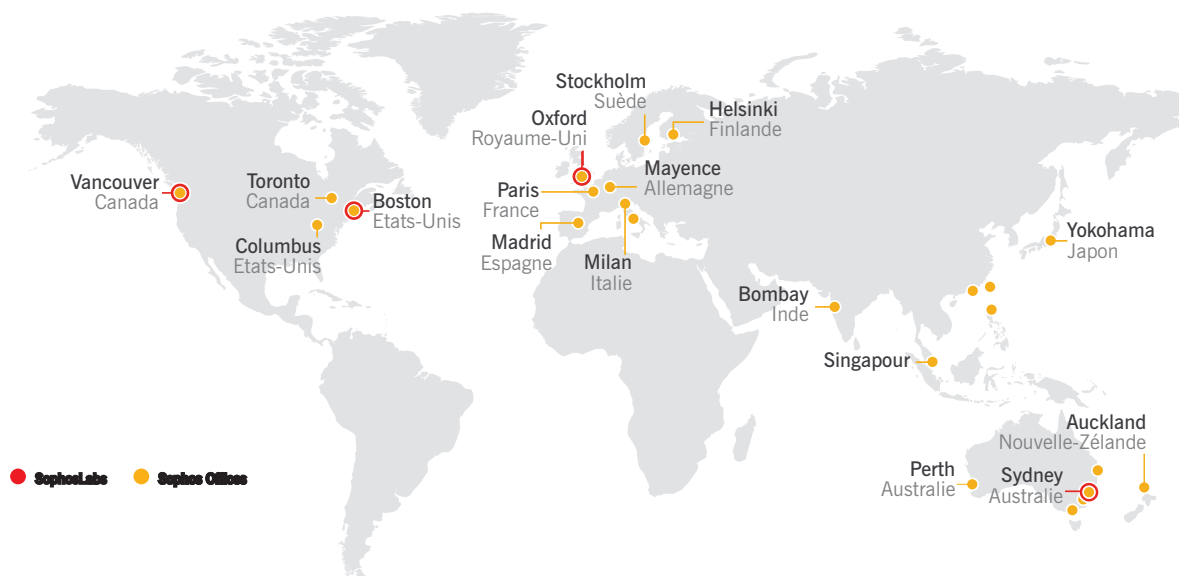 Stockholm
Suède
Oxford
Royaume-Uni
Helsinki
Finlande
Vancouver
Canada
Toronto
Canada
Boston
Etats-Unis
Columbus
Etats-Unis
Paris
France
Mayence
Allemagne
Madrid
Espagne
Milan
Italie
Yokohama
Japon
Bombay
Inde
Singapour
Auckland
Nouvelle-Zélande
Perth
Australie
Sydney
Australie
SophosLabs
Sophos Offices